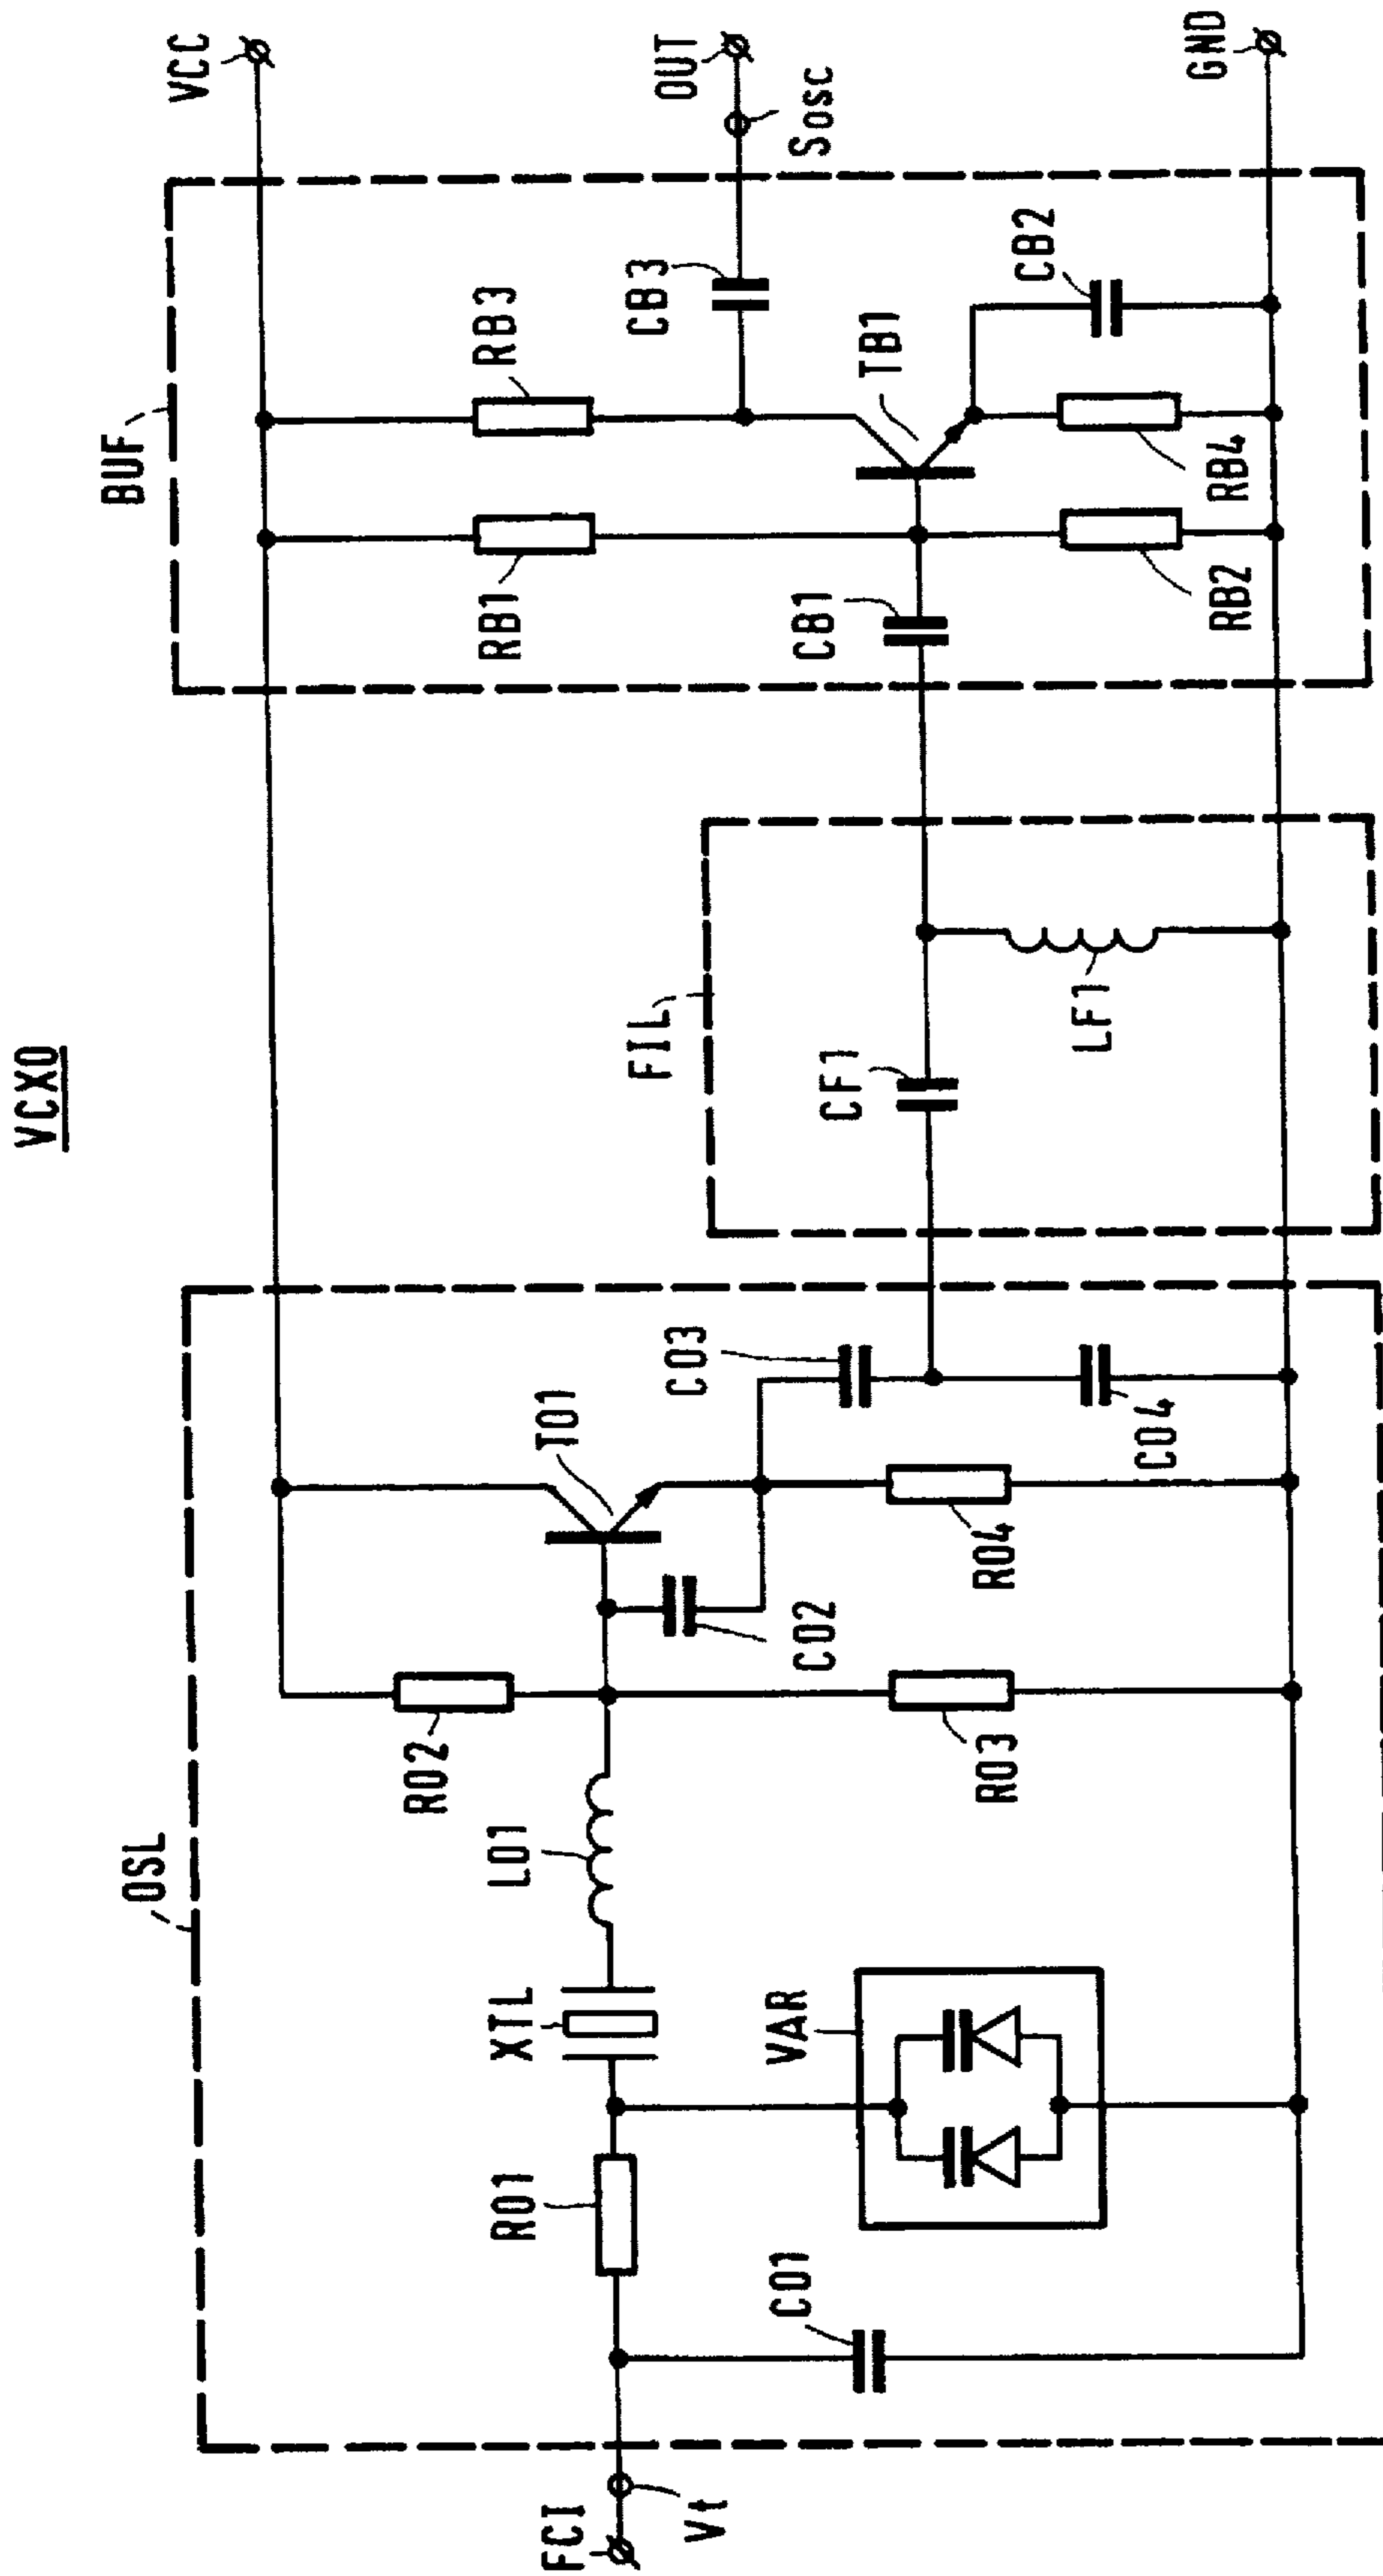 VCXO
OSL
BUF
VCC
FCI
Vt
RO1
XTL
LO1
RO2
TO1
CO3
FIL
RB1
RB3
CB3
OUT
Sosc
CO1
VAR
CO2
CF1
CB1
TB1
CB2
RO3
RO4
CO4
LF1
RB2
RB4
GND